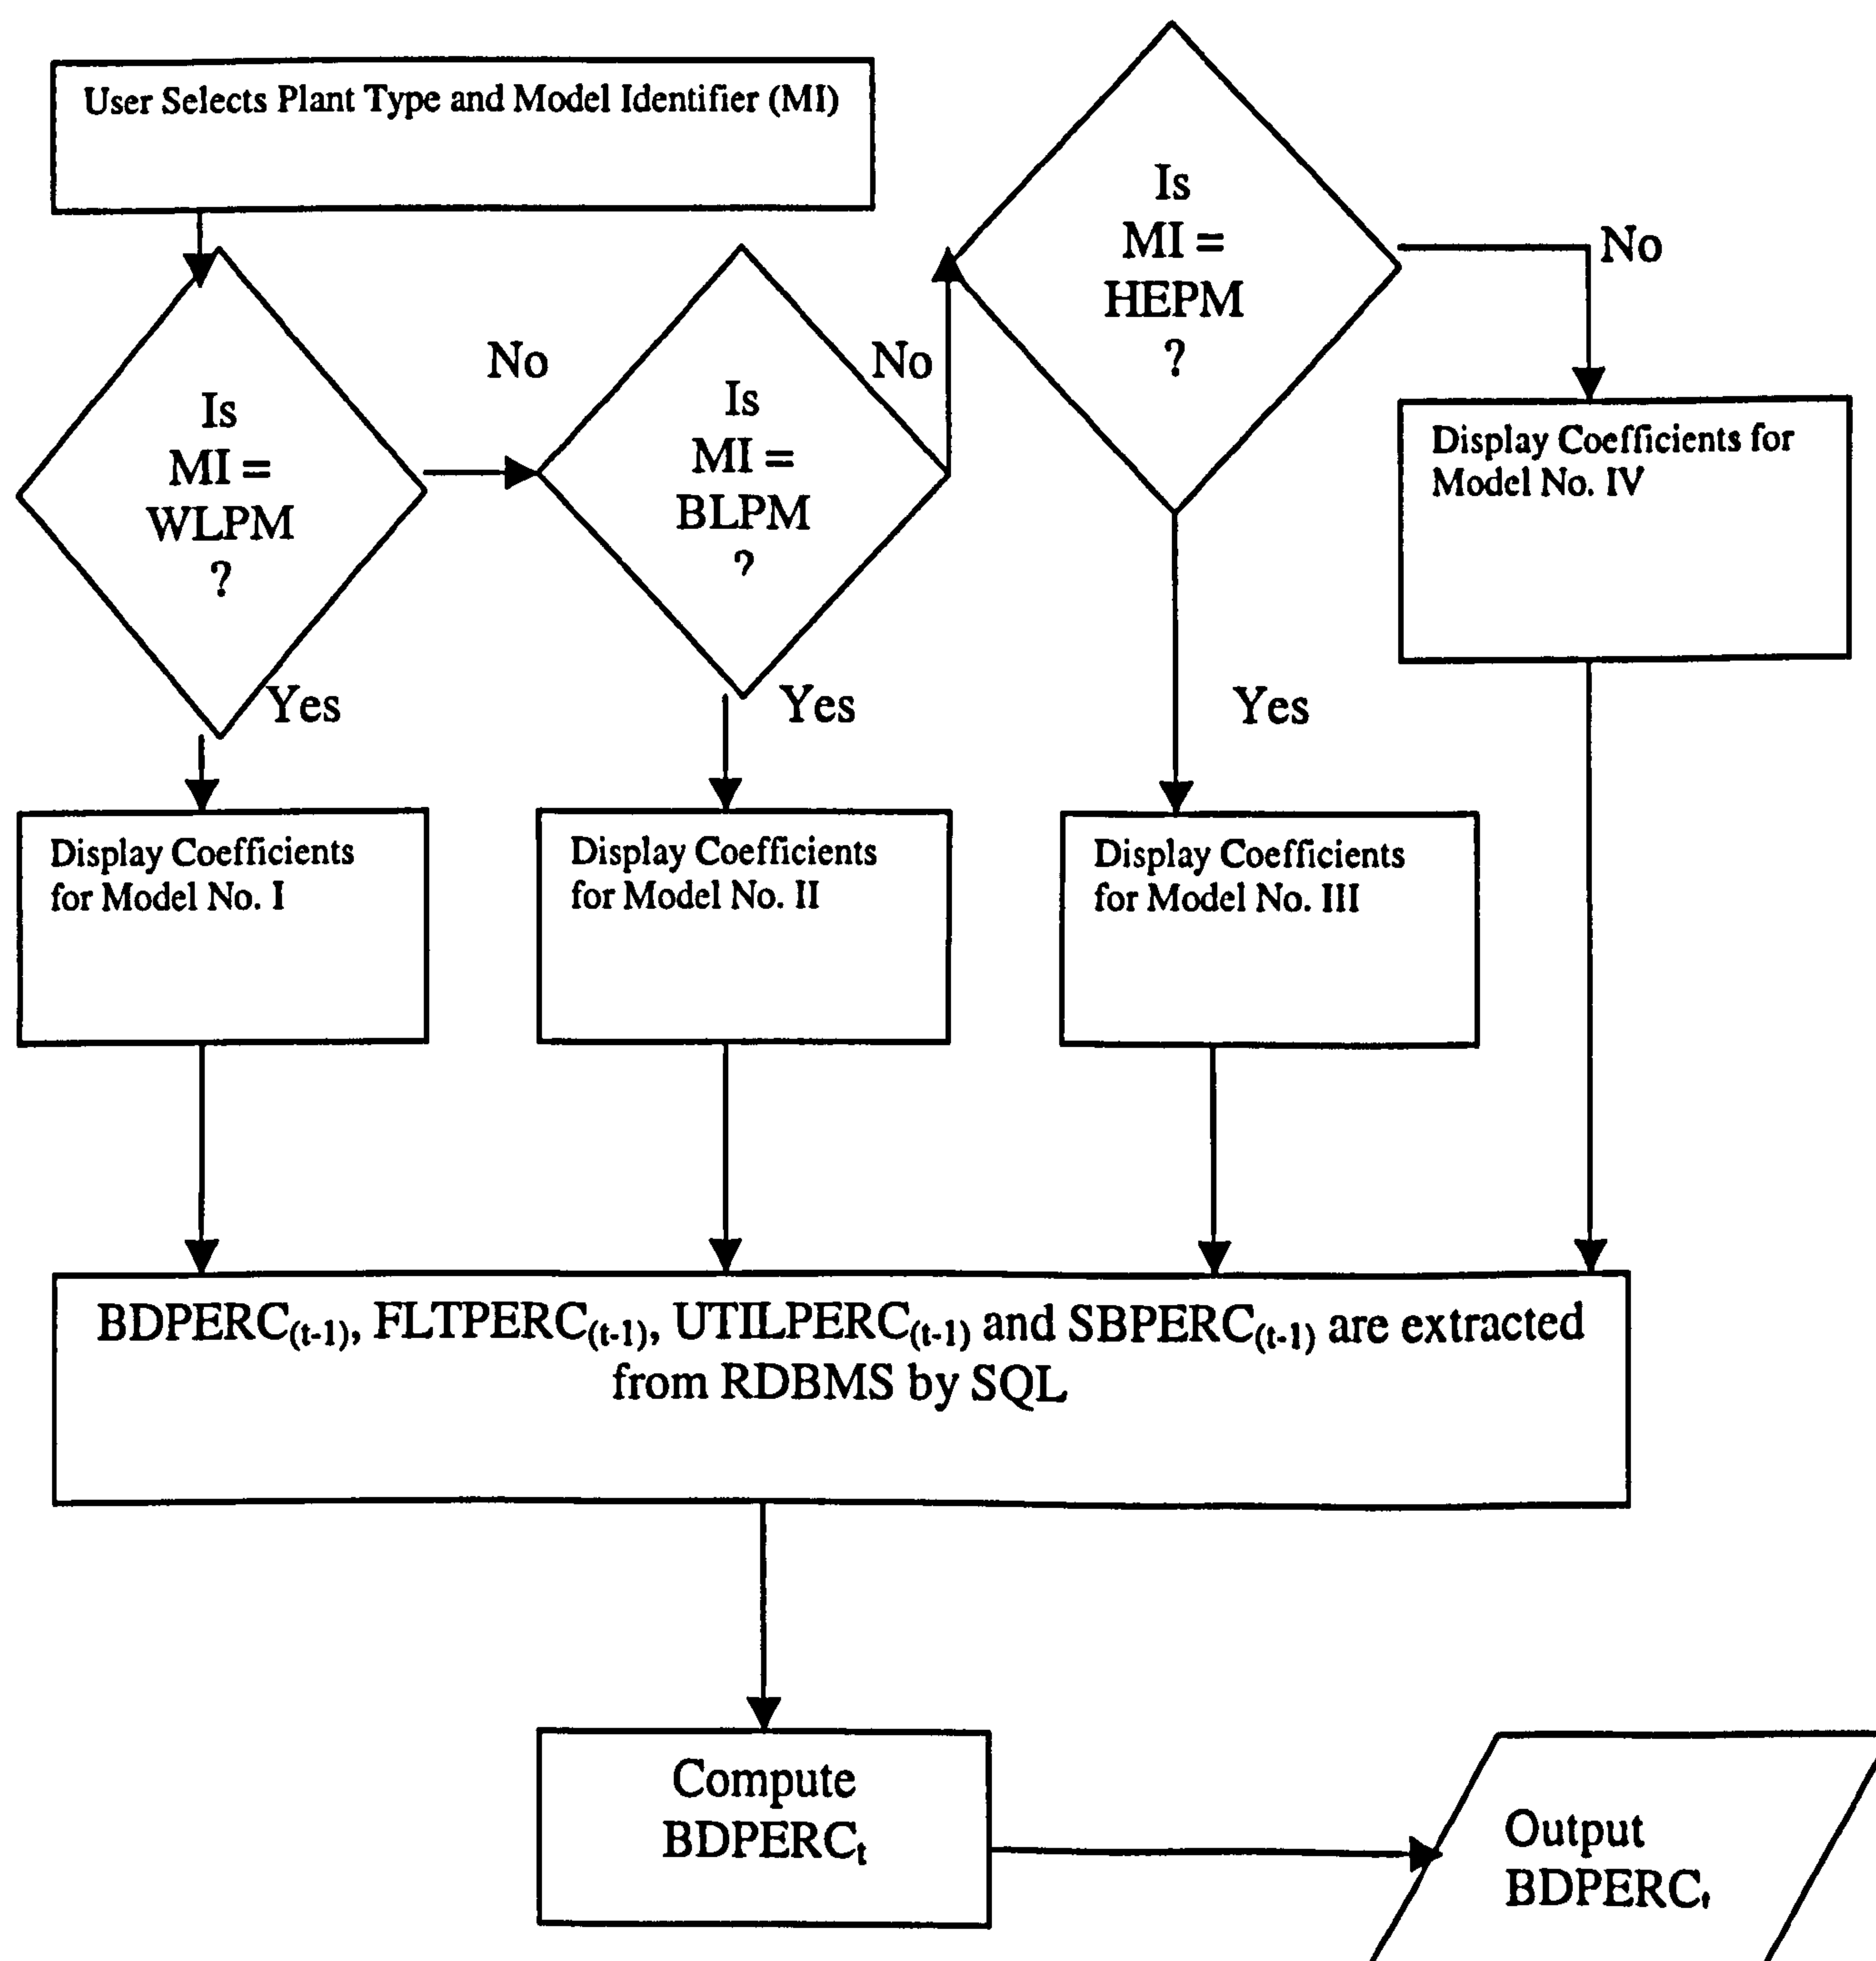 User Selects Plant Type and Model Identifier (MI)
Is
MI =
WLPM
?
No
Is
MI =
BLPM
?
No
Is
MI =
HEPM
?
No
Display Coefficients for
Model No. IV
Yes
Yes
Yes
Display Coefficients
for Model No. I
Display Coefficients
for Model No. II
Display Coefficients
for Model No. III
BDPERC(t-1), FLTPERC(t-1), UTILPERC(t-1) and SBPERC(t-1) are extracted
from RDBMS by SQL
Compute
BDPERCt
Output
BDPERCt